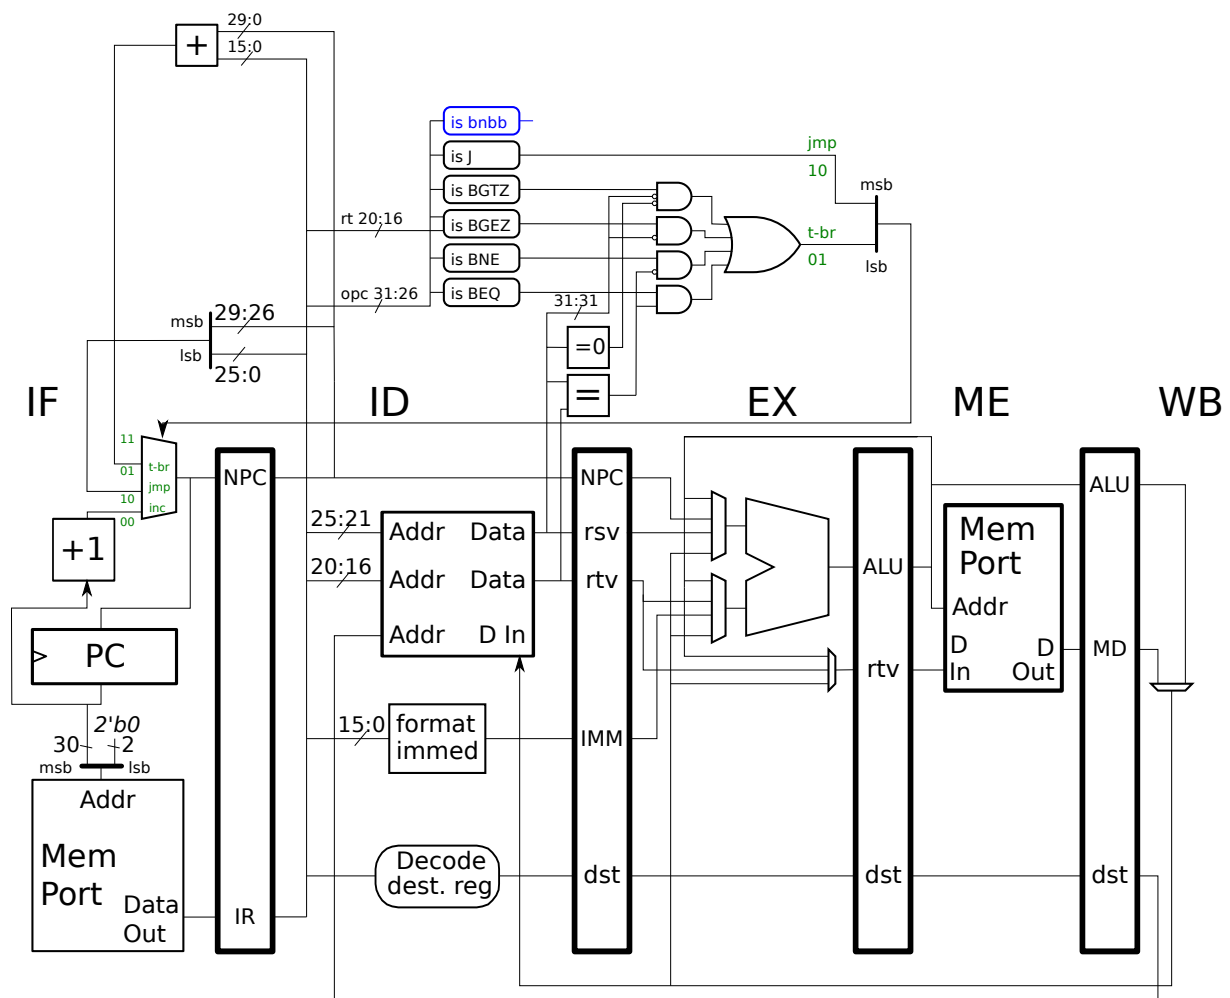 29:0
+
15:0
is bnbb
jmp
is J
10
msb
is BGTZ
rt 20:16
is BGEZ
t-br
01
is BNE
lsb
opc 31:26
is BEQ
31:31
29:26
msb
=0
lsb
25:0
=
IF
ID
EX
ME
WB
11
01
t-br
jmp
10
inc
00
NPC
NPC
ALU
+1
25:21
Addr
Data
rsv
Mem
Port
20:16
Addr
Data
rtv
ALU
Addr
Addr
D In
PC
D
In
D
Out
MD
rtv
2'b0
30
2
15:0
format
immed
IMM
msb
lsb
Addr
Mem
Port
Decode
dest. reg
dst
dst
dst
Data
Out
IR